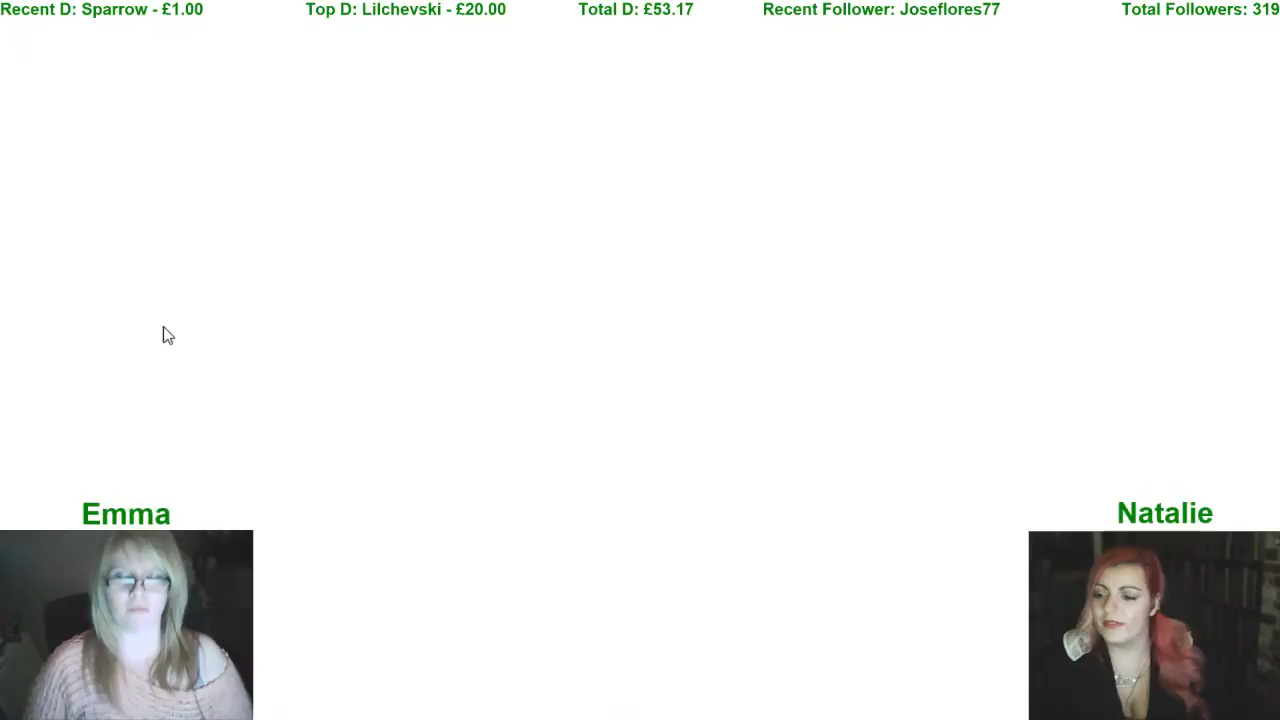 Recent D: Sparrow - £1.00
Top D: Lilchevski - £20.00
Total D: £53.17
Recent Follower: Joseflores77
Total Followers: 319
Emma
Natalie